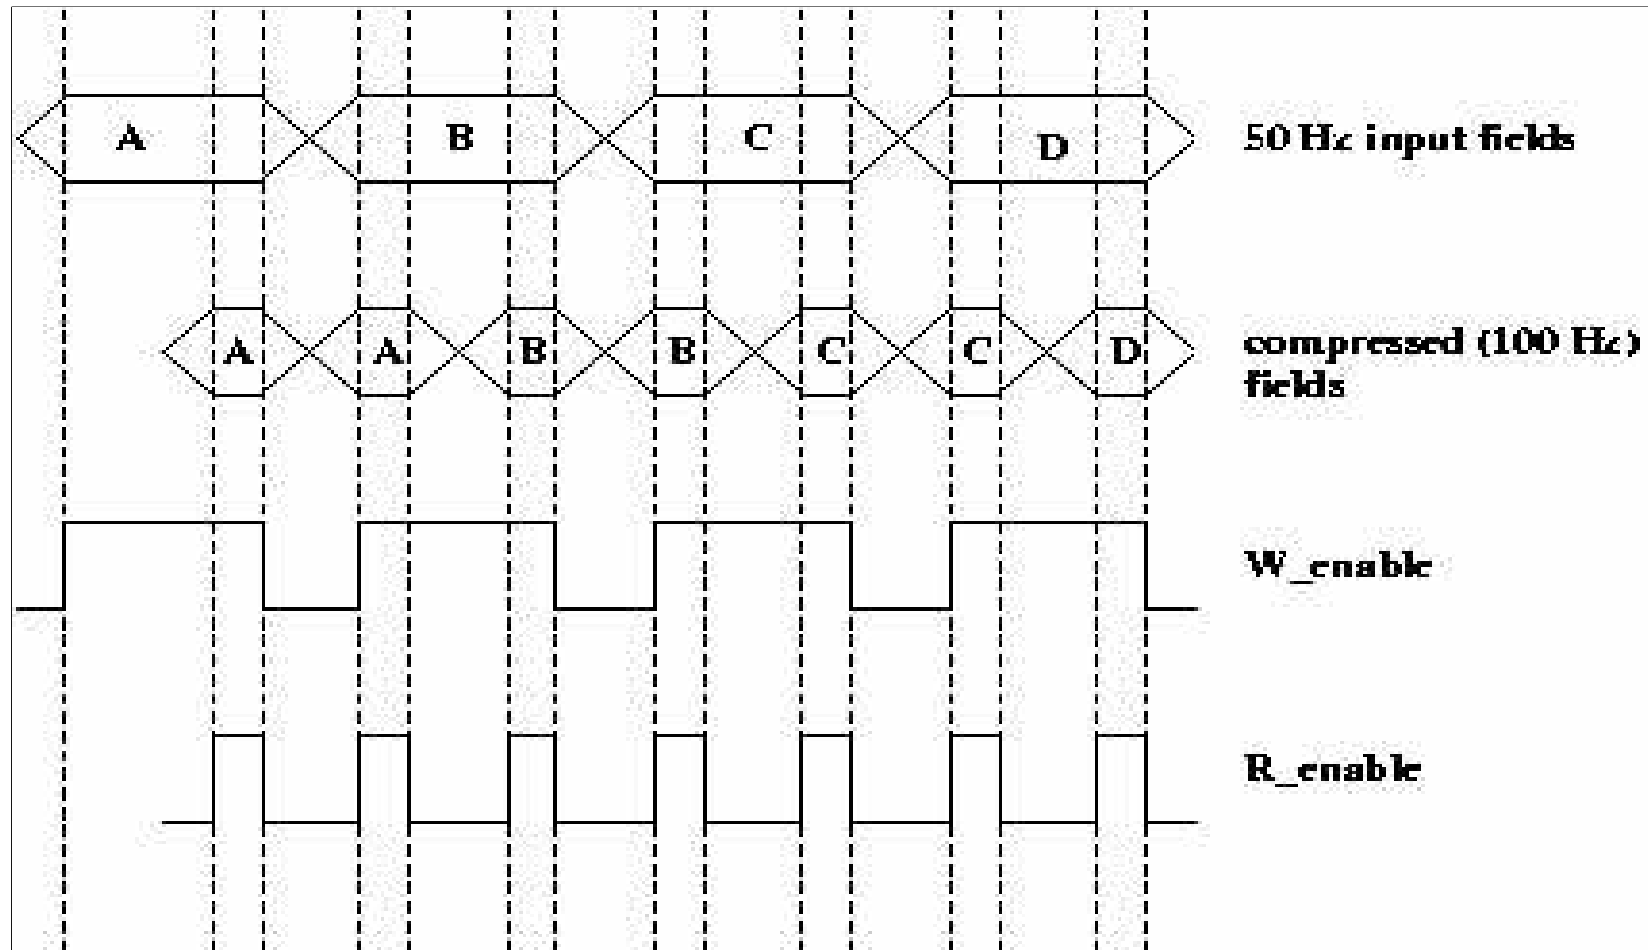 A B C D 50 Hz input fields
A A B B C C D compressed (100 Hz)
fields
W_enable
R_enable